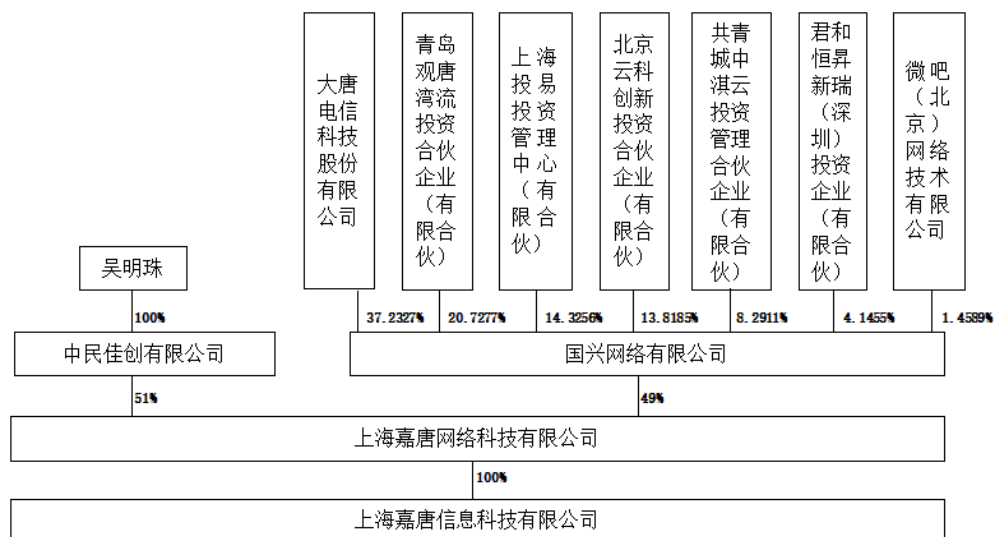 大唐
电信
科技
股份
有限
公司
青岛
观唐
湾流
投资
合伙
企业
（有
限合
伙）
上海
投易
投资
管理
中心
（有
限合
伙）
北京
云科
创新
投资
合伙
企业
（有
限合
伙）
共青
城中
淇云
投资
管理
合伙
企业
（有
限合
伙）
君和
恒昇
新瑞
（深
圳）
投资
企业
（有
限合
伙）
微吧
（北
京）
网络
技术
有限
公司
吴明珠
100%
37.2327%
20.7277%
14.3256%
13.8185%
8.2911%
4.1455%
1.4589%
中民佳创有限公司
国兴网络有限公司
51%
49%
上海嘉唐网络科技有限公司
100%
上海嘉唐信息科技有限公司